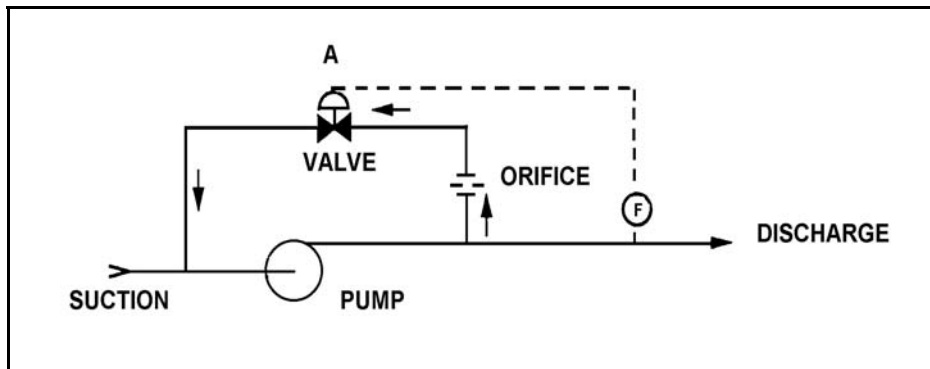 A
VALVE
ORIFICE
F
DISCHARGE
SUCTION
PUMP